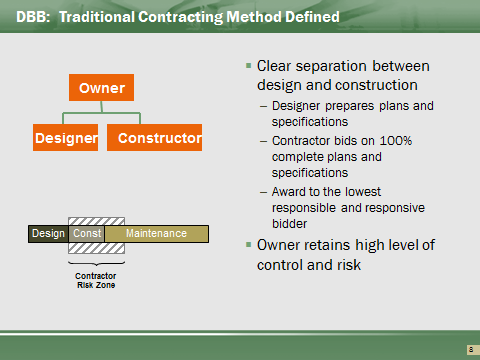 DBB: Traditional Contracting Method Defined
Owner
Designer
Constructor
Design
Const
Maintenance
Contractor
Risk Zone
▪ Clear separation between
design and construction
– Designer prepares plans and
specifications
– Contractor bids on 100%
complete plans and
specifications
– Award to the lowest
responsible and responsive
bidder
▪ Owner retains high level of
control and risk
8